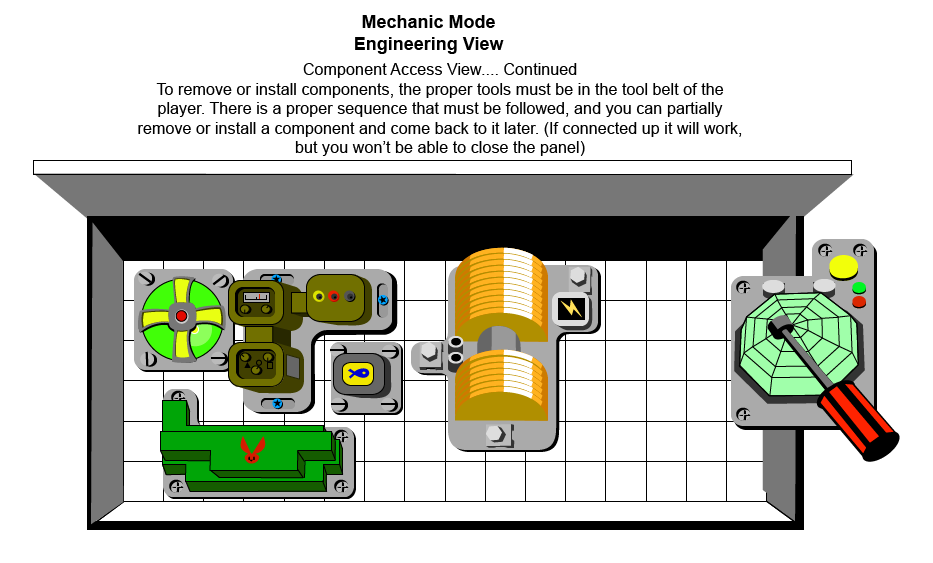 Mechanic Mode
Engineering View
Component Access View.... Continued
To remove or install components, the proper tools must be in the tool belt of the
player. There is a proper sequence that must be followed, and you can partially
remove or install a component and come back to it later. (If connected up it will work,
but you won't be able to close the panel)